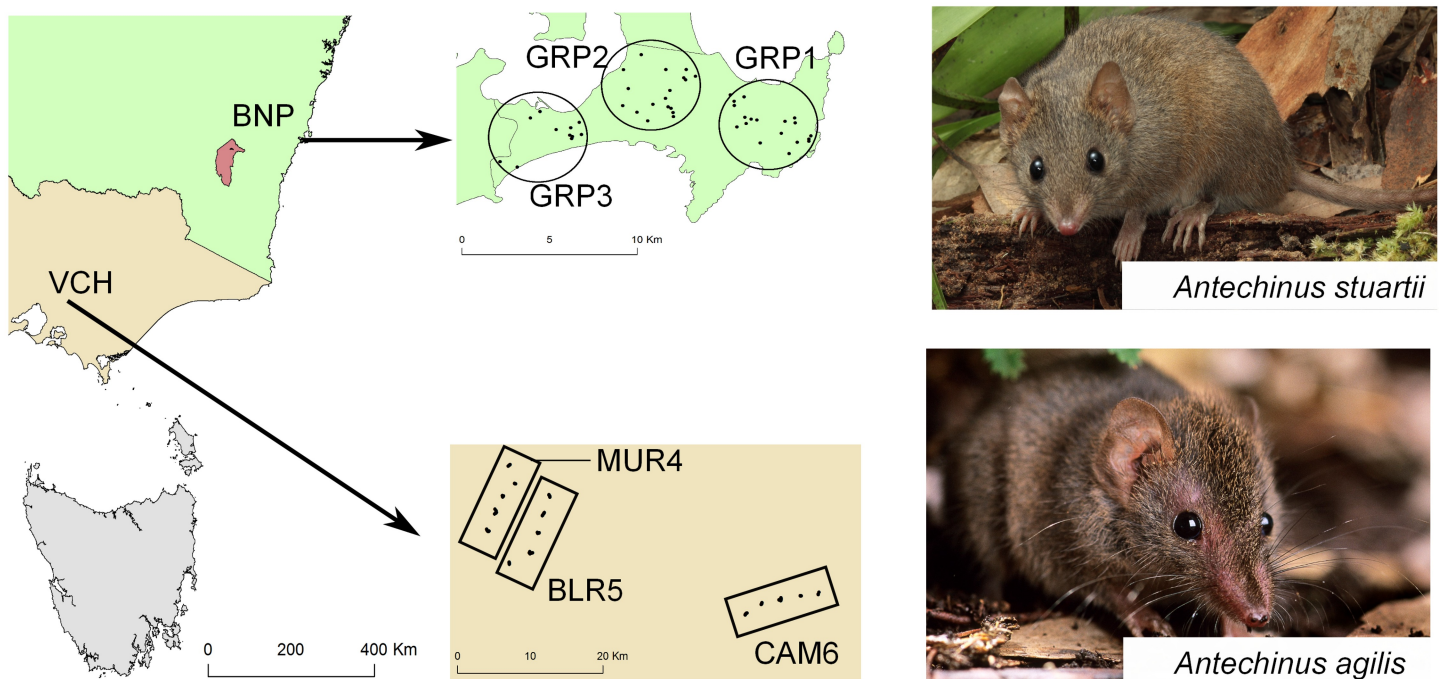 BNP
VCH
0 200 400 Km
GRP2
GRP1
GRP3
0 5 10 Km
MUR4
BLR5
CAM6
0 10 20 Km
Antechinus stuartii
Antechinus agilis